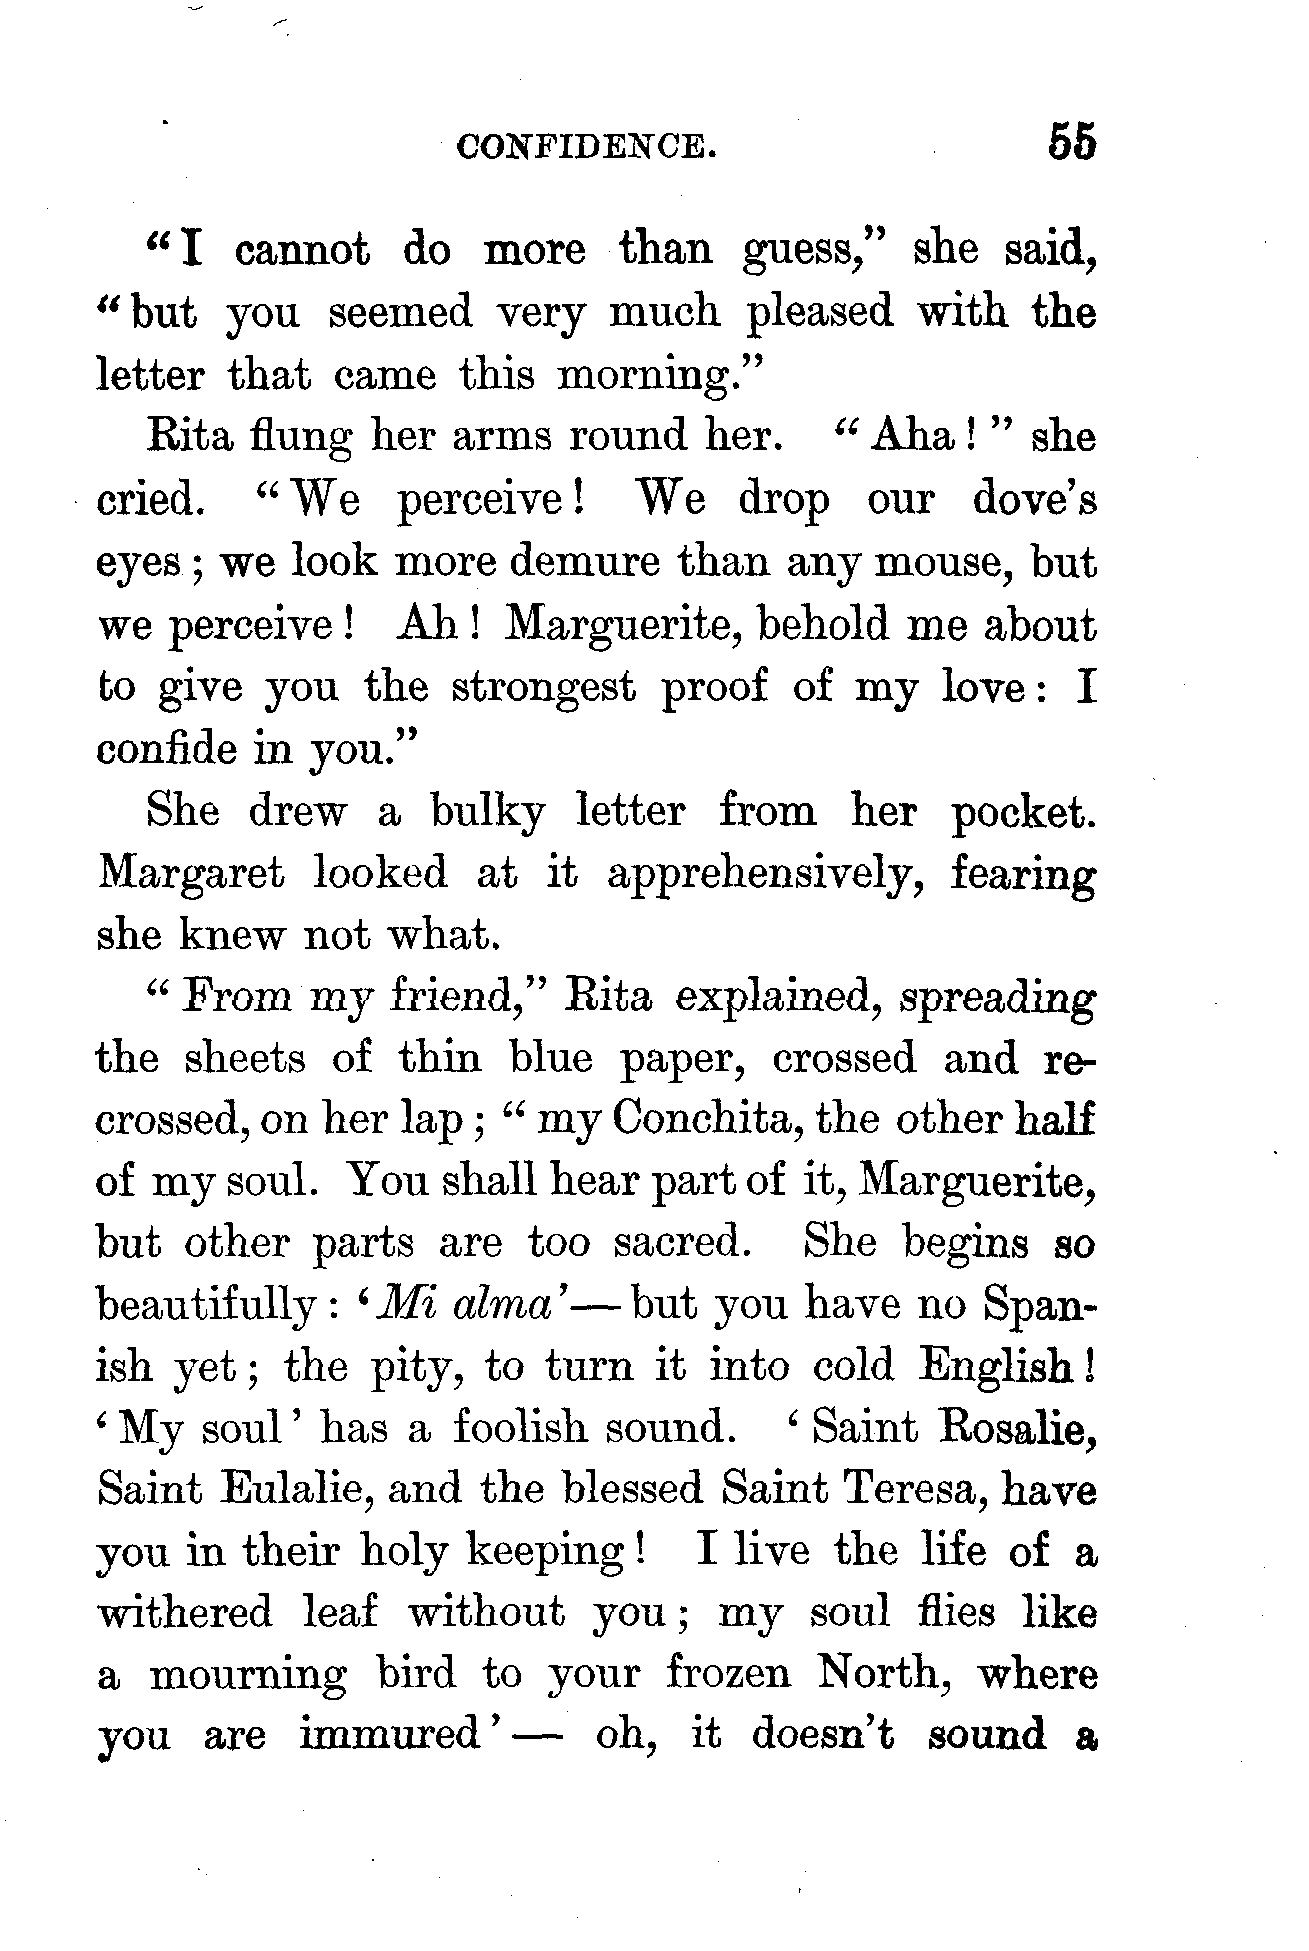 CONFIDENCE. 55
"I cannot do more than guess," she said,
"but you seemed very much pleased with the
letter that came this morning."
Rita flung her arms round her. "Aha!" she
cried. "We perceive! We drop our dove's
eyes; we look more demure than any mouse, but
we perceive! Ah! Marguerite, behold me about
to give you the strongest proof of my love: I
confide in you."
She drew a bulky letter from her pocket.
Margaret looked at it apprehensively, fearing
she knew not what.
"From my friend," Rita explained, spreading
the sheets of thin blue paper, crossed and re-
crossed, on her lap; "my Conchita, the other half
of my soul. You shall hear part of it, Marguerite,
but other parts are too sacred. She begins so
beautifully: 'Mi alma'—but you have no Span-
ish yet; the pity, to turn it into cold English!
'My soul' has a foolish sound. 'Saint Rosalie,
Saint Eulalie, and the blessed Saint Teresa, have
you in their holy keeping! I live the life of a
withered leaf without you; my soul flies like
a mourning bird to your frozen North, where
you are immured'— oh, it doesn't sound a